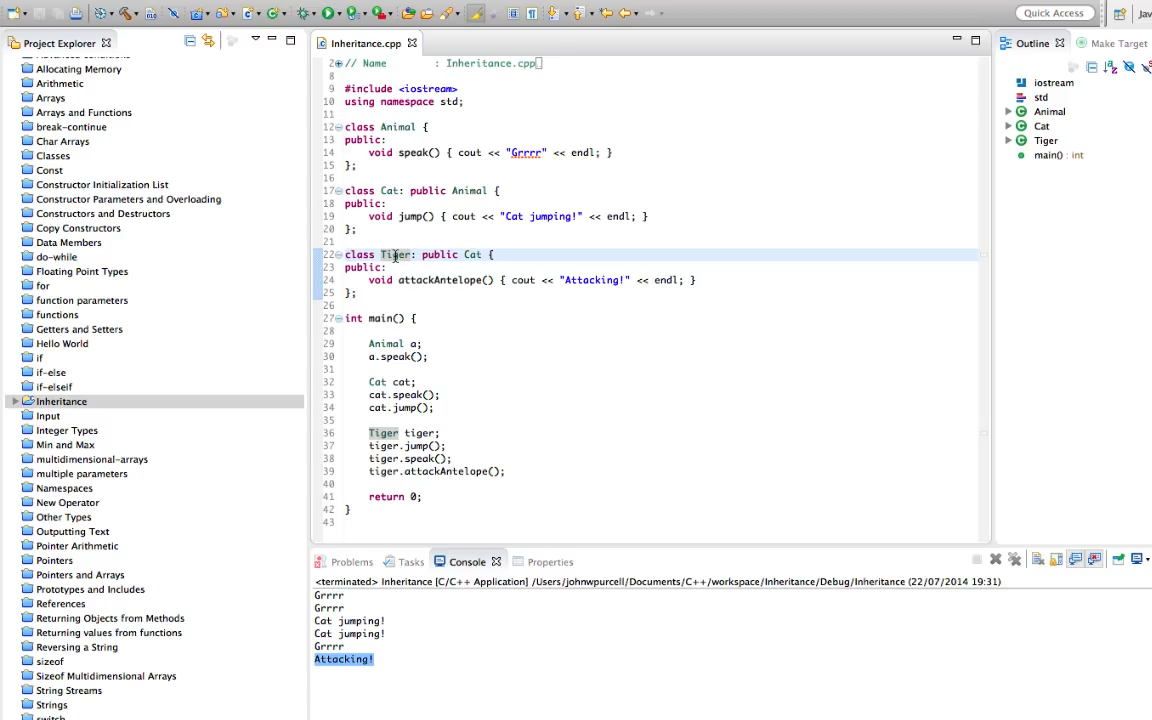 Quick Access
Jav
Project Explorer
Allocating Memory
Arithmetic
Arrays
Arrays and Functions
break-continue
Char Arrays
Classes
Const
Constructor Initialization List
Constructor Parameters and Overloading
Constructors and Destructors
Copy Constructors
Data Members
do-while
Floating Point Types
for
function parameters
functions
Getters and Setters
Hello World
if
if-else
if-elseif
Inheritance
Input
Integer Types
Min and Max
multidimensional-arrays
multiple parameters
Namespaces
New Operator
Other Types
Outputting Text
Pointer Arithmetic
Pointers
Pointers and Arrays
Prototypes and Includes
References
Returning Objects from Methods
Returning values from functions
Reversing a String
sizeof
Sizeof Multidimensional Arrays
String Streams
Strings
switch
Inheritance.cpp
2 // Name : Inheritance.cpp
8
9 #include <iostream>
10 using namespace std;
11
12 class Animal {
13 public:
14 void speak() { cout << "Grrrr" << endl; }
15 };
16
17 class Cat: public Animal {
18 public:
19 void jump() { cout << "Cat jumping!" << endl; }
20 };
21
22 class Tiger: public Cat {
23 public:
24 void attackAntelope() { cout << "Attacking!" << endl; }
25 };
26
27 int main() {
28
29 Animal a;
30 a.speak();
31
32 Cat cat;
33 cat.speak();
34 cat.jump();
35
36 Tiger tiger;
37 tiger.jump();
38 tiger.speak();
39 tiger.attackAntelope();
40
41 return 0;
42 }
43
Outline Make Target
iostream
std
Animal
Cat
Tiger
main() : int
Problems Tasks Console Properties
<terminated> Inheritance [C/C++ Application] /Users/johnwpurcell/Documents/C++/workspace/Inheritance/Debug/Inheritance (22/07/2014 19:31)
Grrrr
Grrrr
Cat jumping!
Cat jumping!
Grrrr
Attacking!